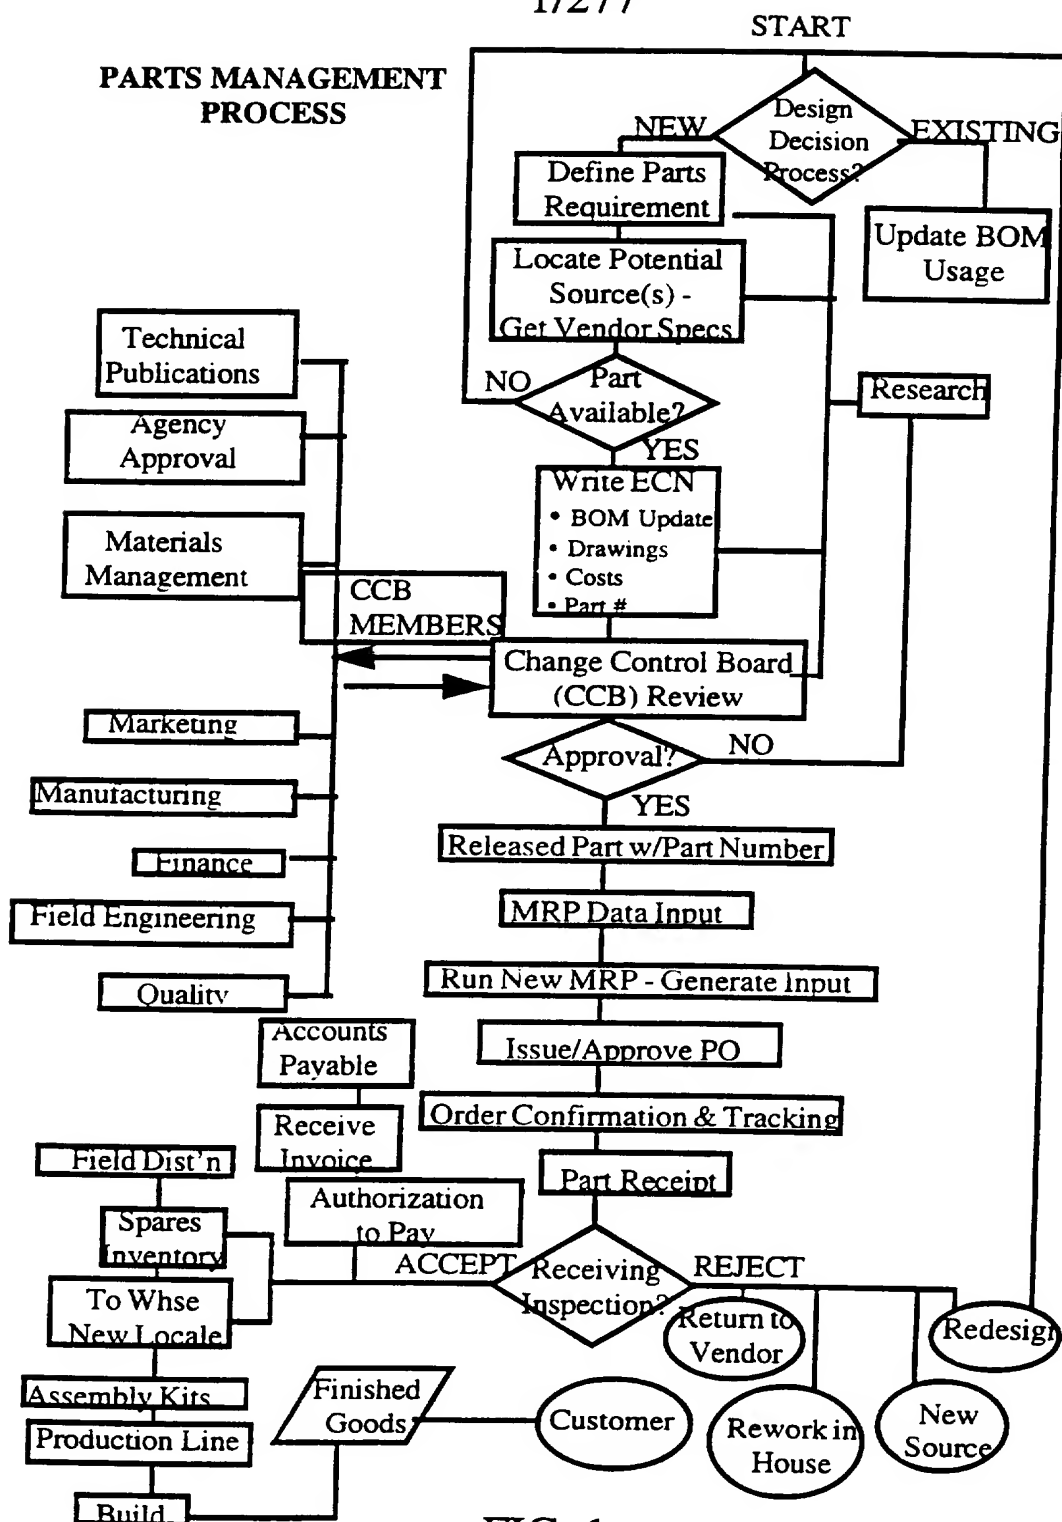 17277
START
PARTS MANAGEMENT
PROCESS
Design
Decision
Process?
NEW
EXISTING
Define Parts
Requirement
Update BOM
Usage
Locate Potential
Source(s) -
Get Vendor Specs
Technical
Publications
NO
Part
Available?
Research
Agency
Approval
YES
Write ECN
• BOM Update
• Drawings
• Costs
• Part #
Materials
Management
CCB
MEMBERS
Change Control Board
(CCB) Review
Marketing
Approval?
NO
Manufacturing
YES
Released Part w/Part Number
Finance
MRP Data Input
Field Engineering
Run New MRP - Generate Input
Quality
Accounts
Payable
Issue/Approve PO
Order Confirmation & Tracking
Receive
Invoice
Field Dist'n
Part Receipt
Authorization
to Pay
Spares
Inventory
ACCEPT
Receiving
Inspection?
REJECT
To Whse
New Locale
Return to
Vendor
Redesign
Assembly Kits
Finished
Goods
Customer
Rework in
House
New
Source
Production Line
Build